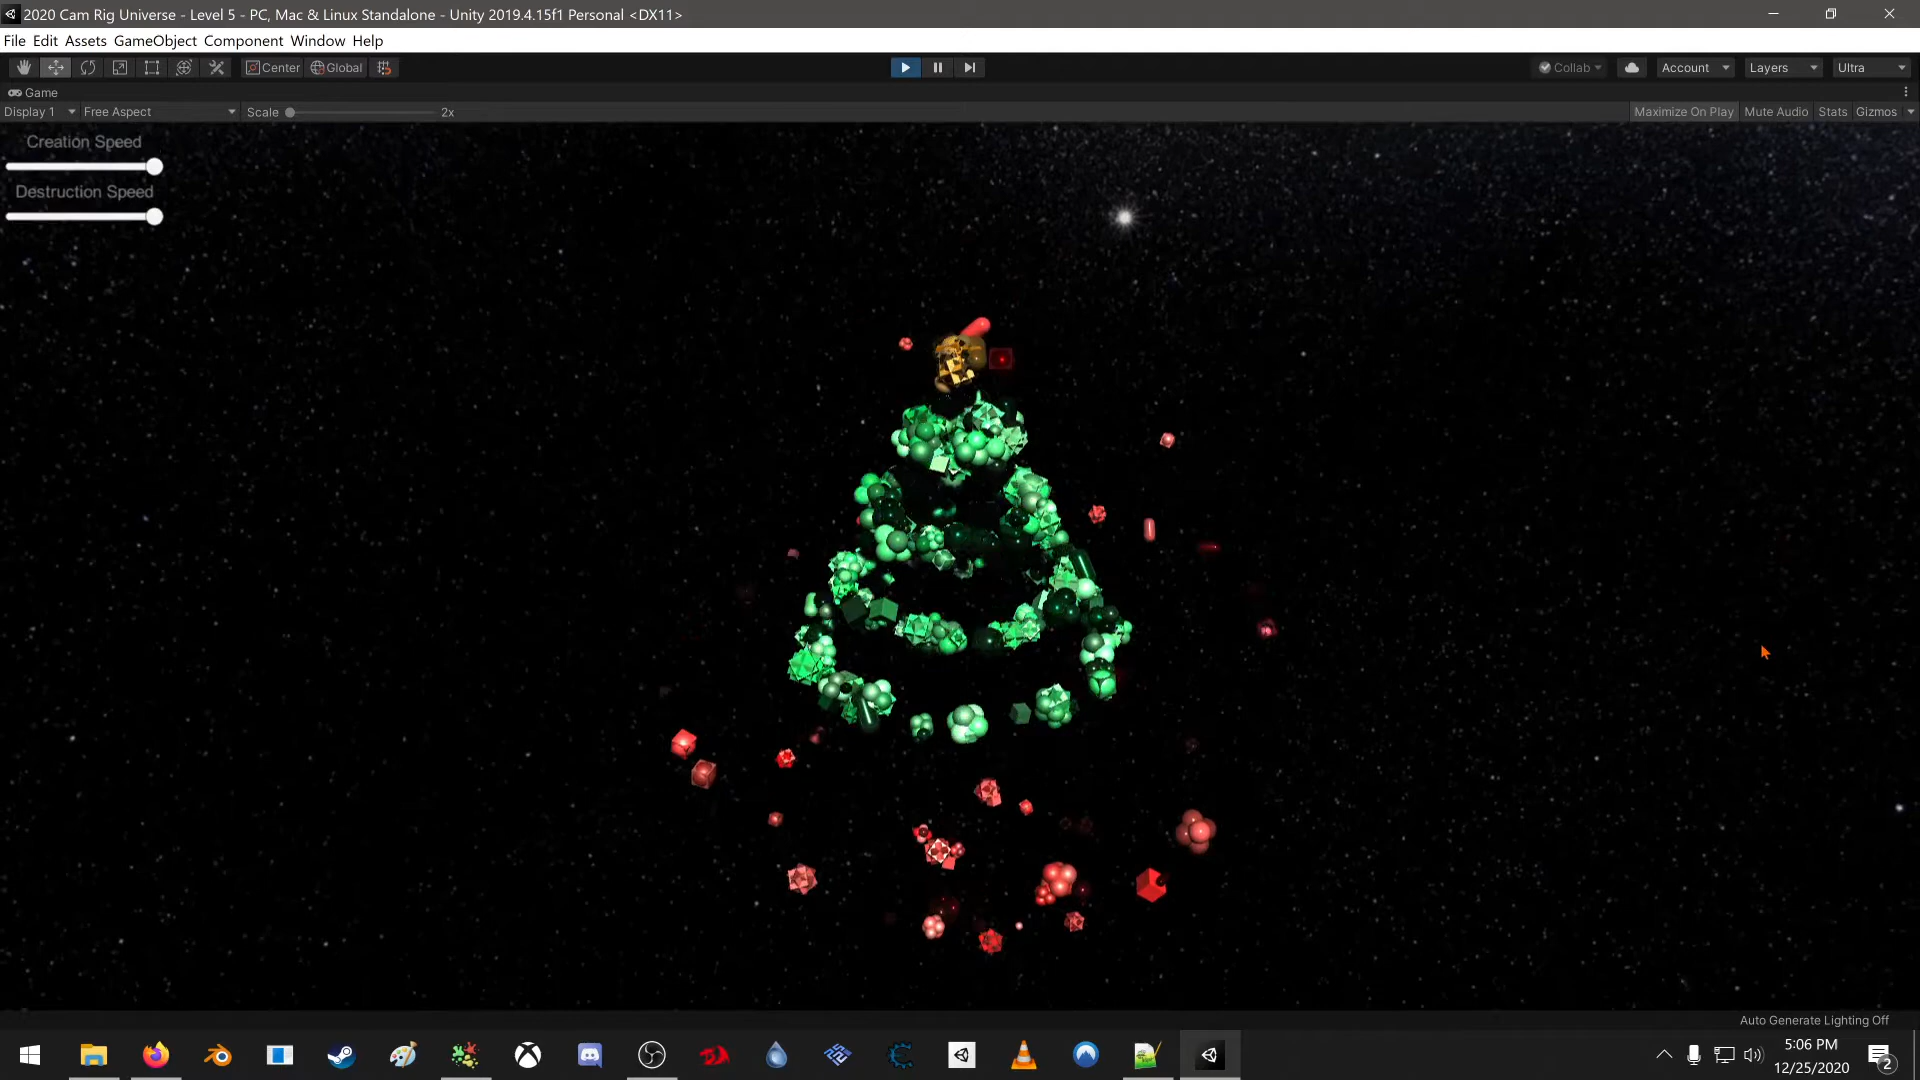 2020 Cam Rig Universe - Level 5 - PC, Mac & Linux Standalone - Unity 2019.4.15f1 Personal <DX11>
File Edit Assets GameObject Component Window Help
Center Global Collab Account Layers Ultra
Game
Display 1 Free Aspect Scale 2x Maximize On Play Mute Audio Stats Gizmos
Creation Speed
Destruction Speed
Auto Generate Lighting Off
5:06 PM
12/25/2020
2